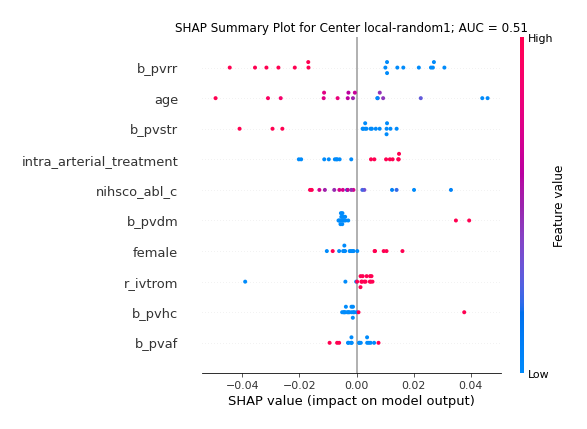 SHAP Summary Plot for Center local-random1; AUC = 0.51
High
b_pvrr
age
b_pvstr
intra_arterial_treatment
nihsco_abl_c
b_pvdm
female
r_ivtrom
b_pvhc
b_pvaf
Feature value
Low
−0.04 −0.02 0.00 0.02 0.04
SHAP value (impact on model output)